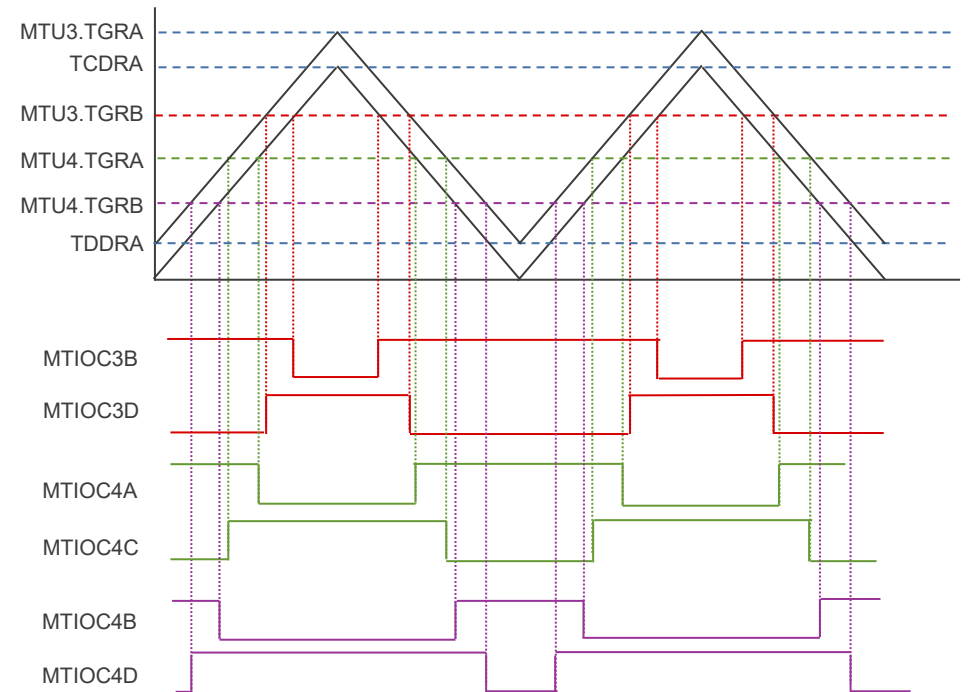 MTU3.TGRA
TCDRA
MTU3.TGRB
MTU4.TGRA
MTU4.TGRB
TDDRA
MTIOC3B
MTIOC3D
MTIOC4A
MTIOC4C
MTIOC4B
MTIOC4D